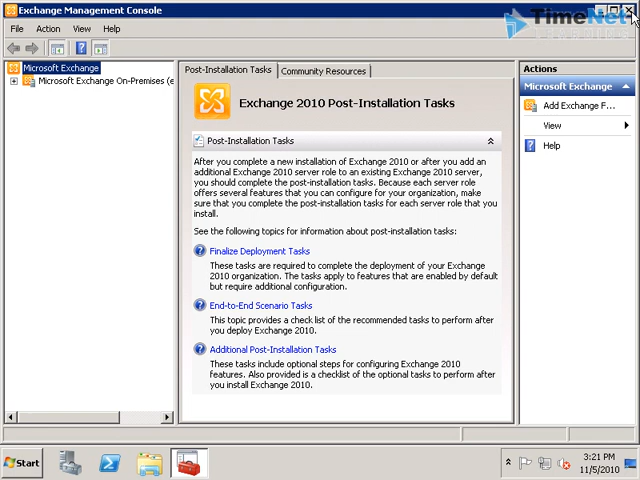 Exchange Management Console
TimeNet
LEARNING
File Action View Help
Microsoft Exchange
Microsoft Exchange On-Premises (e
Post-Installation Tasks
Community Resources
Exchange 2010 Post-Installation Tasks
Post-Installation Tasks
After you complete a new installation of Exchange 2010 or after you add an
additional Exchange 2010 server role to an existing Exchange 2010 server,
you should complete the post-installation tasks. Because each server role
offers several features that you can configure for your organization, make
sure that you complete the post-installation tasks for each server role that you
install.
See the following topics for information about post-installation tasks:
Finalize Deployment Tasks
These tasks are required to complete the deployment of your Exchange
2010 organization. The tasks apply to features that are enabled by default
but require additional configuration.
End-to-End Scenario Tasks
This topic provides a check list of the recommended tasks to perform after
you deploy Exchange 2010.
Additional Post-Installation Tasks
These tasks include optional steps for configuring Exchange 2010
features. Also provided is a checklist of the optional tasks to perform after
you install Exchange 2010.
Actions
Microsoft Exchange
Add Exchange F...
View
Help
Start
3:21 PM
11/5/2010